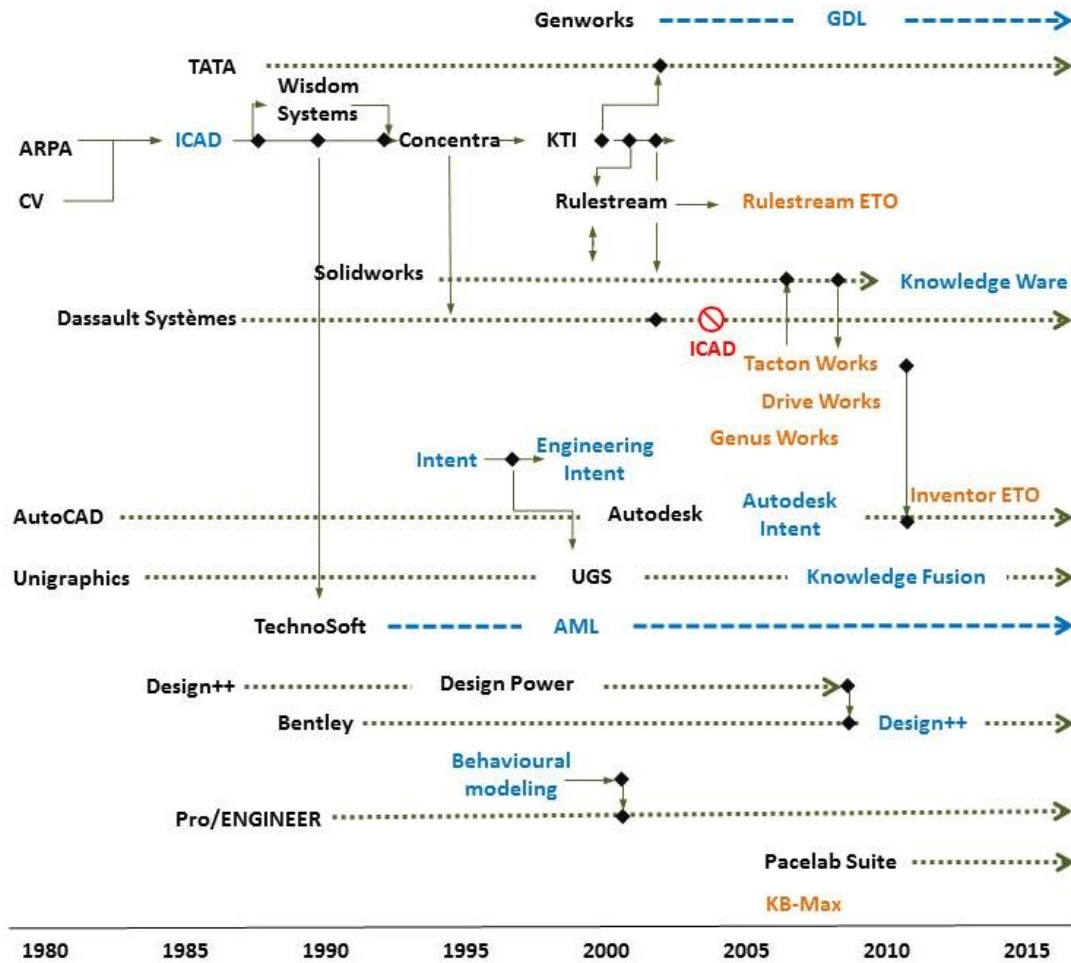 Genworks
GDL
TATA
Wisdom
Systems
ARPA
ICAD
Concentra
KTI
CV
Rulestream
Rulestream ETO
Solidworks
Knowledge Ware
Dassault Systèmes
ICAD
Tacton Works
Drive Works
Genus Works
Intent
Engineering
Intent
AutoCAD
Autodesk
Autodesk
Intent
Inventor ETO
Unigraphics
UGS
Knowledge Fusion
TechnoSoft
AML
Design++
Design Power
Bentley
Design++
Behavioural
modeling
Pro/ENGINEER
Pacelab Suite
KB-Max
1980 1985 1990 1995 2000 2005 2010 2015